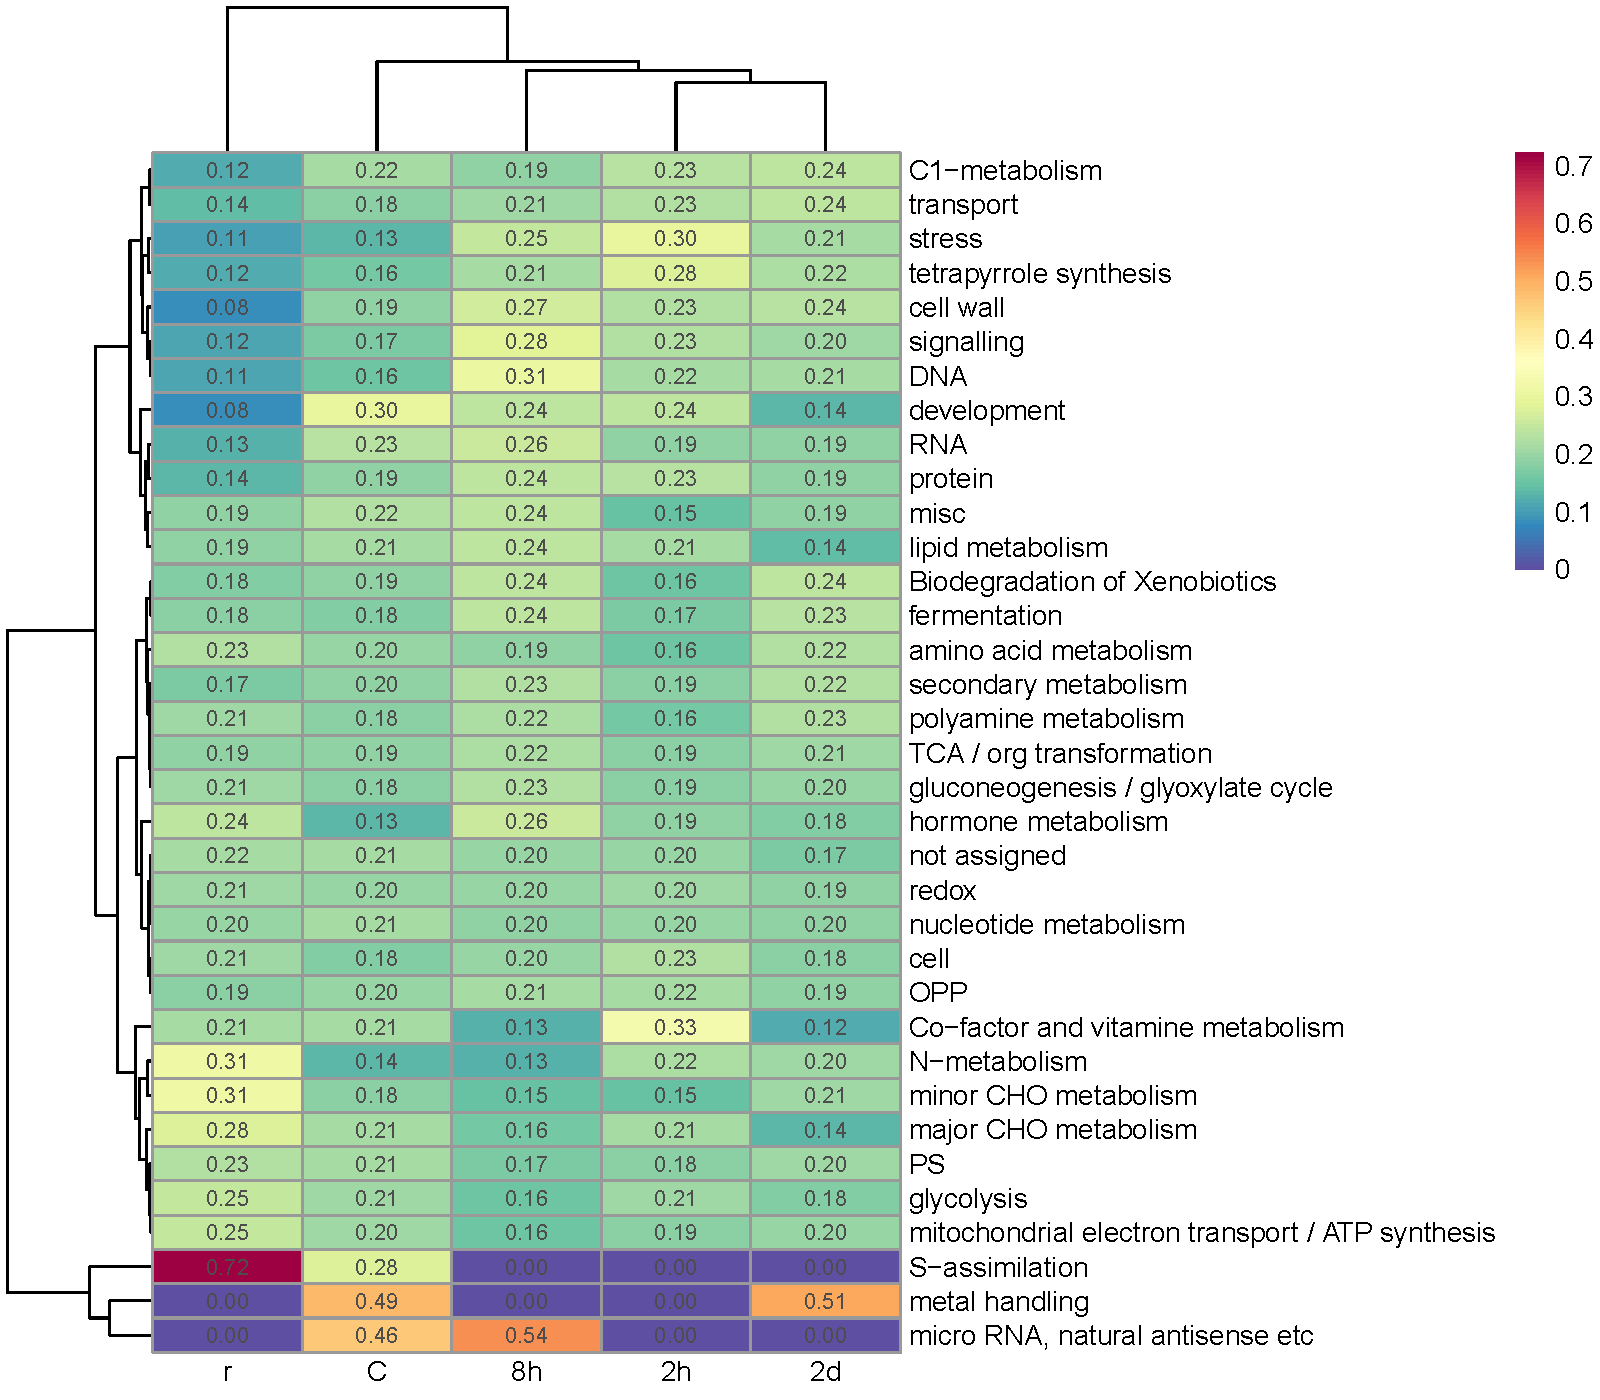 0.12 0.22 0.19 0.23 0.24 C1−metabolism
0.14 0.18 0.21 0.23 0.24 transport
0.11 0.13 0.25 0.30 0.21 stress
0.12 0.16 0.21 0.28 0.22 tetrapyrrole synthesis
0.08 0.19 0.27 0.23 0.24 cell wall
0.12 0.17 0.28 0.23 0.20 signalling
0.11 0.16 0.31 0.22 0.21 DNA
0.08 0.30 0.24 0.24 0.14 development
0.13 0.23 0.26 0.19 0.19 RNA
0.14 0.19 0.24 0.23 0.19 protein
0.19 0.22 0.24 0.15 0.19 misc
0.19 0.21 0.24 0.21 0.14 lipid metabolism
0.18 0.19 0.24 0.16 0.24 Biodegradation of Xenobiotics
0.18 0.18 0.24 0.17 0.23 fermentation
0.23 0.20 0.19 0.16 0.22 amino acid metabolism
0.17 0.20 0.23 0.19 0.22 secondary metabolism
0.21 0.18 0.22 0.16 0.23 polyamine metabolism
0.19 0.19 0.22 0.19 0.21 TCA / org transformation
0.21 0.18 0.23 0.19 0.20 gluconeogenesis / glyoxylate cycle
0.24 0.13 0.26 0.19 0.18 hormone metabolism
0.22 0.21 0.20 0.20 0.17 not assigned
0.21 0.20 0.20 0.20 0.19 redox
0.20 0.21 0.20 0.20 0.20 nucleotide metabolism
0.21 0.18 0.20 0.23 0.18 cell
0.19 0.20 0.21 0.22 0.19 OPP
0.21 0.21 0.13 0.33 0.12 Co−factor and vitamine metabolism
0.31 0.14 0.13 0.22 0.20 N−metabolism
0.31 0.18 0.15 0.15 0.21 minor CHO metabolism
0.28 0.21 0.16 0.21 0.14 major CHO metabolism
0.23 0.21 0.17 0.18 0.20 PS
0.25 0.21 0.16 0.21 0.18 glycolysis
0.25 0.20 0.16 0.19 0.20 mitochondrial electron transport / ATP synthesis
0.72 0.28 0.00 0.00 0.00 S−assimilation
0.00 0.49 0.00 0.00 0.51 metal handling
0.00 0.46 0.54 0.00 0.00 micro RNA, natural antisense etc
r C 8h 2h 2d
0.7
0.6
0.5
0.4
0.3
0.2
0.1
0